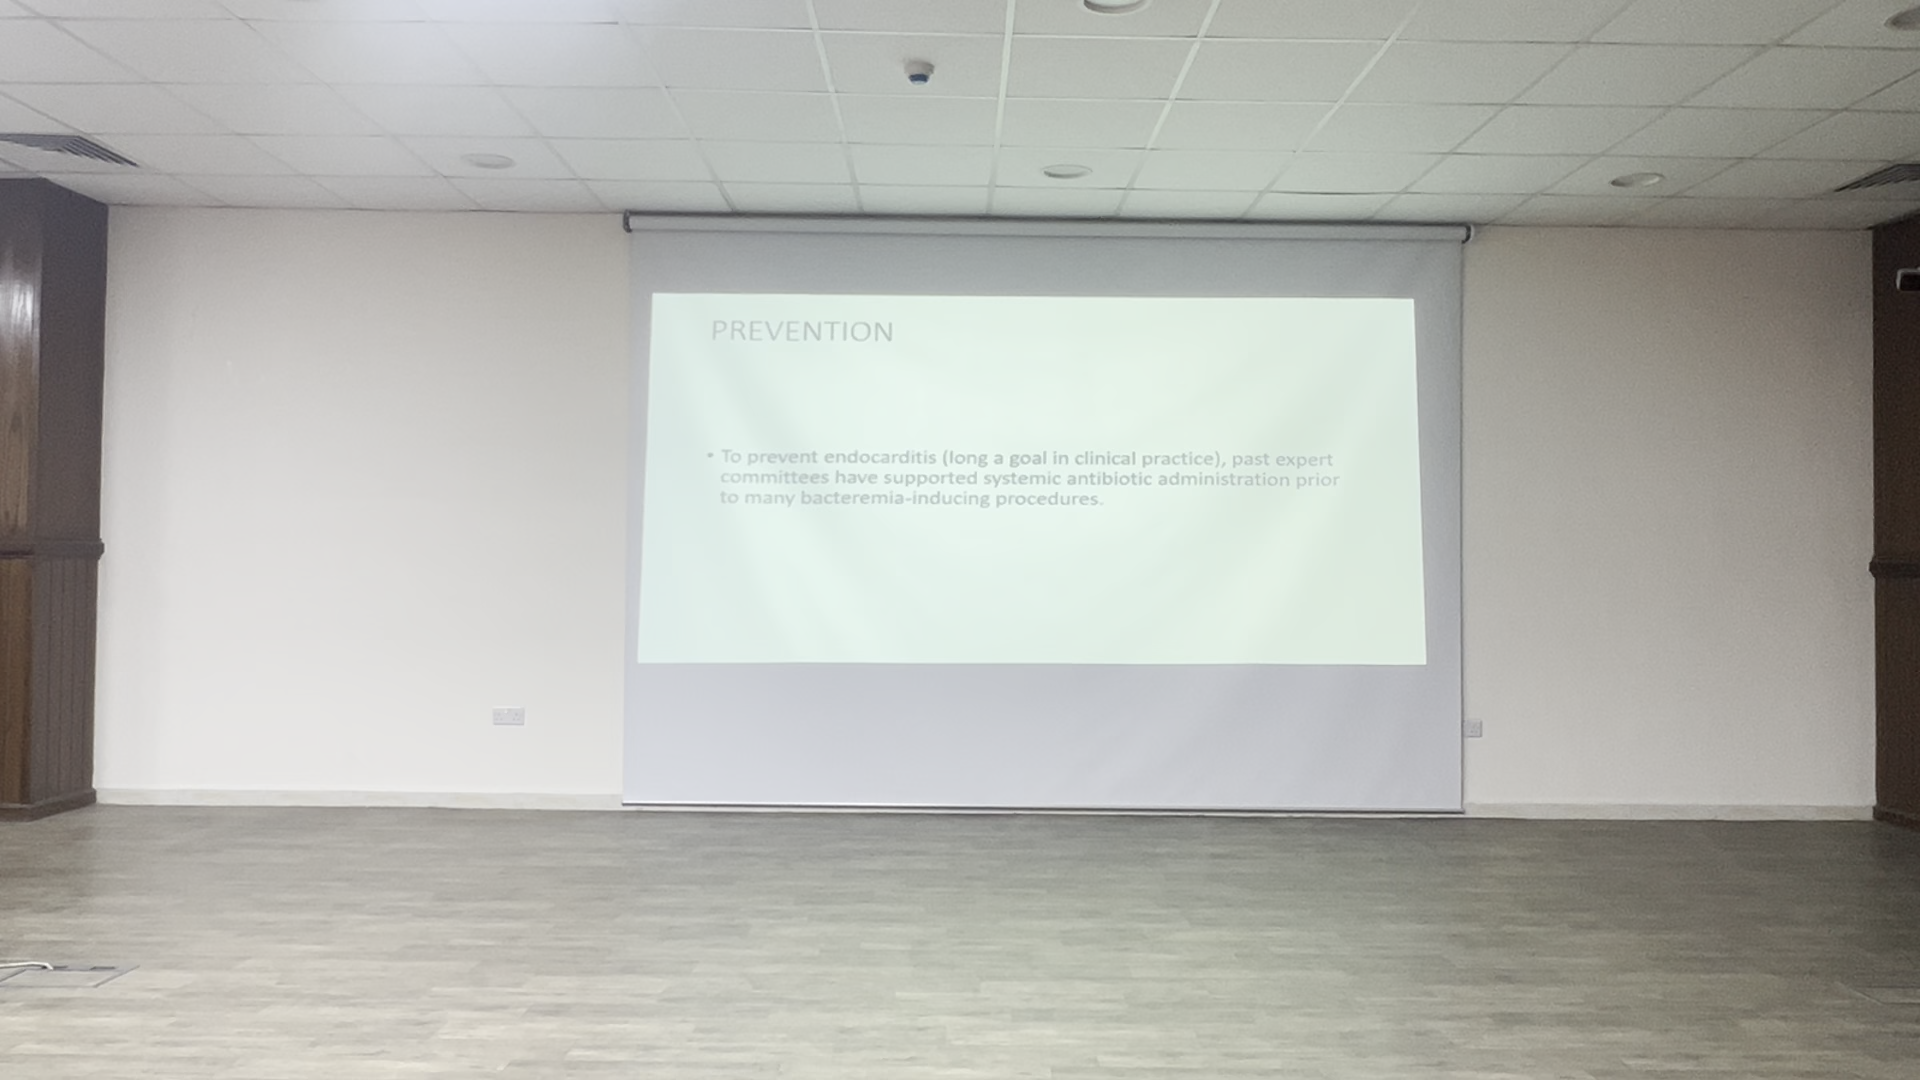 PREVENTION
• To prevent endocarditis (long a goal in clinical practice), past expert
committees have supported systemic antibiotic administration prior
to many bacteremia-inducing procedures.